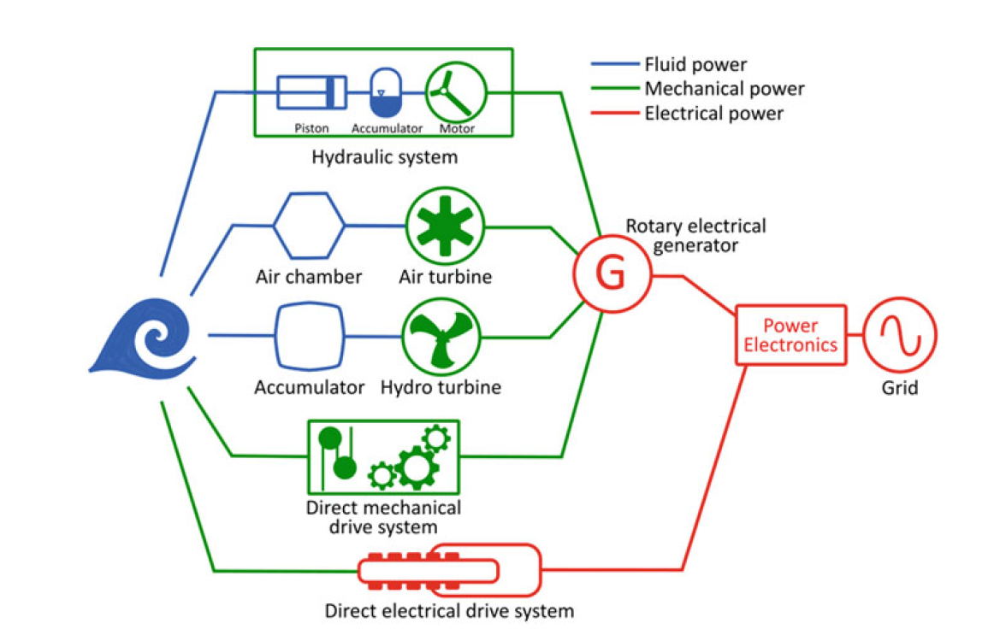 Fluid power
Mechanical power
Electrical power
Piston
Accumulator
Motor
Hydraulic system
Air chamber
Air turbine
Rotary electrical
generator
G
Accumulator
Hydro turbine
Power
Electronics
Grid
Direct mechanical
drive system
Direct electrical drive system